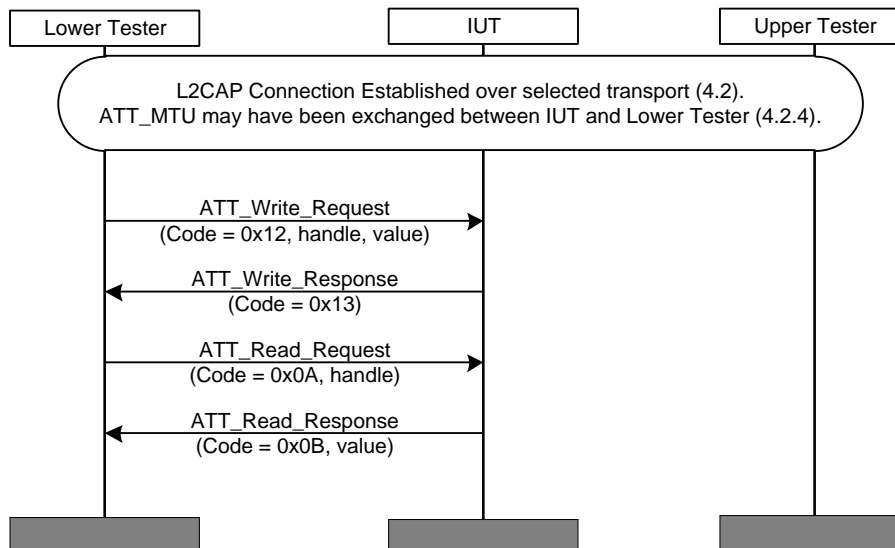 Lower Tester
IUT
Upper Tester
L2CAP Connection Established over selected transport (4.2).
ATT_MTU may have been exchanged between IUT and Lower Tester (4.2.4).
ATT_Write_Request
(Code = 0x12, handle, value)
ATT_Write_Response
(Code = 0x13)
ATT_Read_Request
(Code = 0x0A, handle)
ATT_Read_Response
(Code = 0x0B, value)